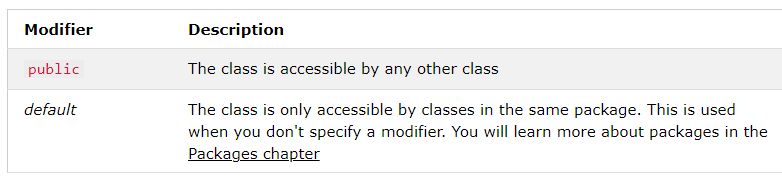 Modifier Description
public The class is accessible by any other class
default The class is only accessible by classes in the same package. This is used
when you don't specify a modifier. You will learn more about packages in the
Packages chapter